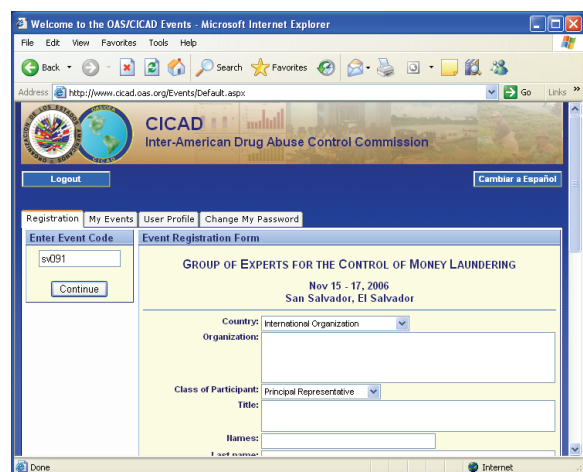 Welcome to the OAS/CICAD Events - Microsoft Internet Explorer
File Edit View Favorites Tools Help
Back Search Favorites
Address http://www.cicad.oas.org/Events/Default.aspx Go Links »
CICAD
Inter-American Drug Abuse Control Commission
Logout Cambiar a Español
Registration My Events User Profile Change My Password
Enter Event Code Event Registration Form
sv091
Continue
GROUP OF EXPERTS FOR THE CONTROL OF MONEY LAUNDERING
Nov 15 - 17, 2006
San Salvador, El Salvador
Country: International Organization
Organization:
Class of Participant: Principal Representative
Title:
Names:
Last name:
Done Internet